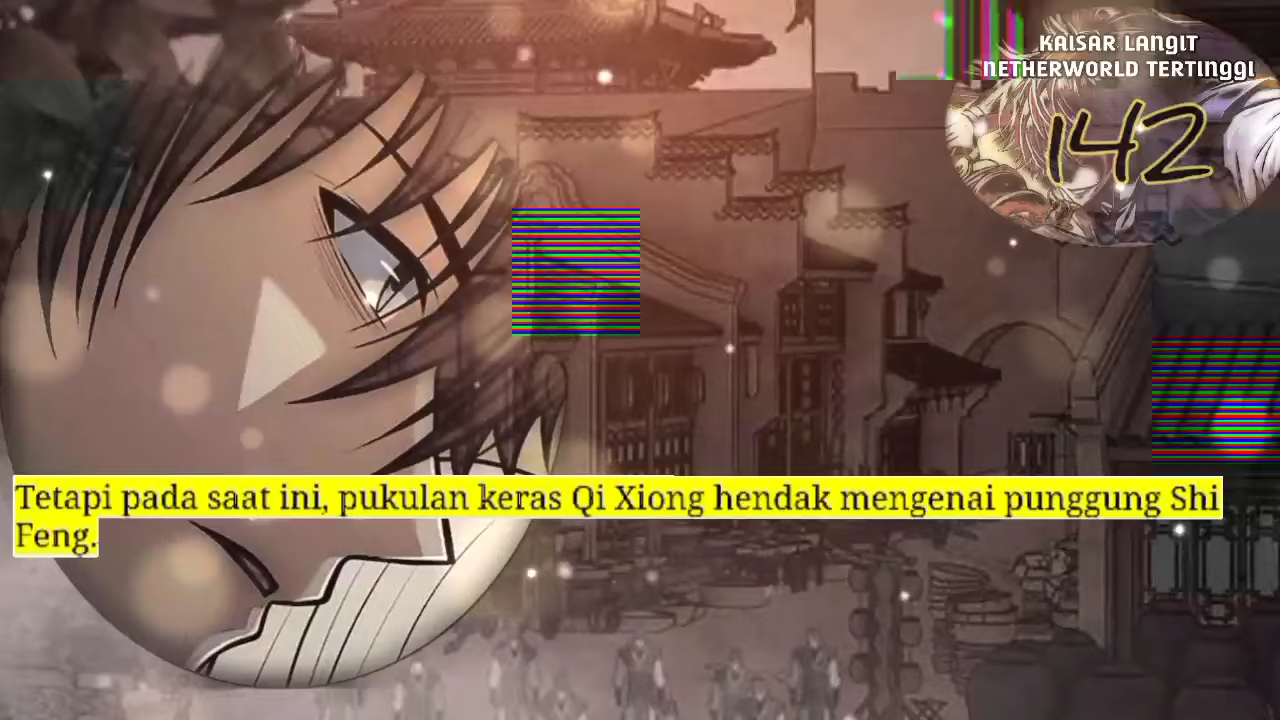 KAISAR LANGIT
NETHERWORLD TERTINGGI
142
Tetapi pada saat ini, pukulan keras Qi Xiong hendak mengenai punggung Shi
Feng.